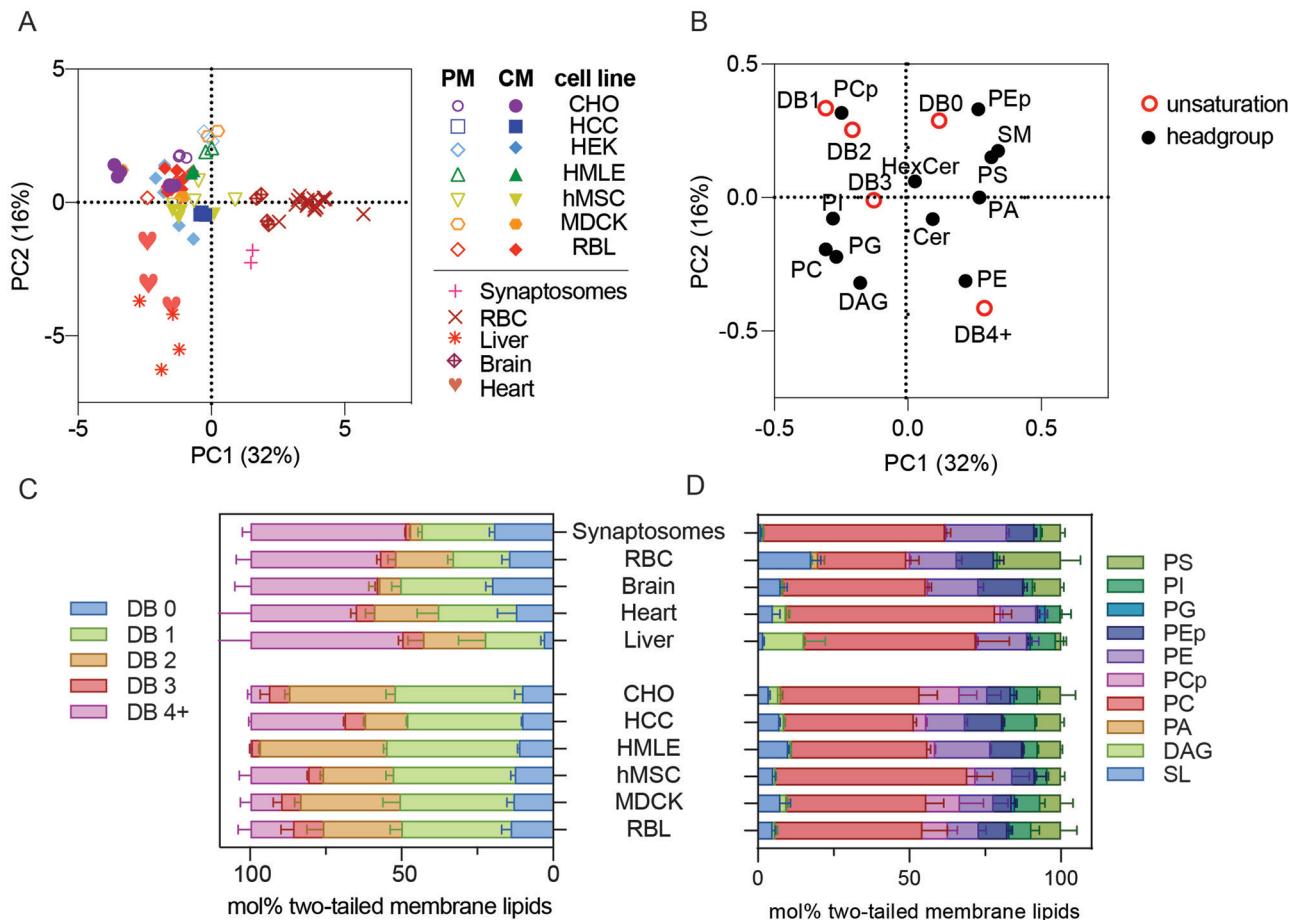 A
5
0
-5
-5
0
5
PC2 (16%)
PC1 (32%)
PM CM cell line
CHO
HCC
HEK
HMLE
hMSC
MDCK
RBL
Synaptosomes
RBC
Liver
Brain
Heart
B
0.5
0.0
-0.5
-0.5
0.0
0.5
PC2 (16%)
PC1 (32%)
DB1
PCp
DB2
DB0
PEp
SM
HexCer
PS
DB3
PI
PA
Cer
PC
PG
DAG
PE
DB4+
unsaturation
headgroup
C
DB 0
DB 1
DB 2
DB 3
DB 4+
100
50
0
mol% two-tailed membrane lipids
Synaptosomes
RBC
Brain
Heart
Liver
CHO
HCC
HMLE
hMSC
MDCK
RBL
D
0
50
100
mol% two-tailed membrane lipids
PS
PI
PG
PEp
PE
PCp
PC
PA
DAG
SL